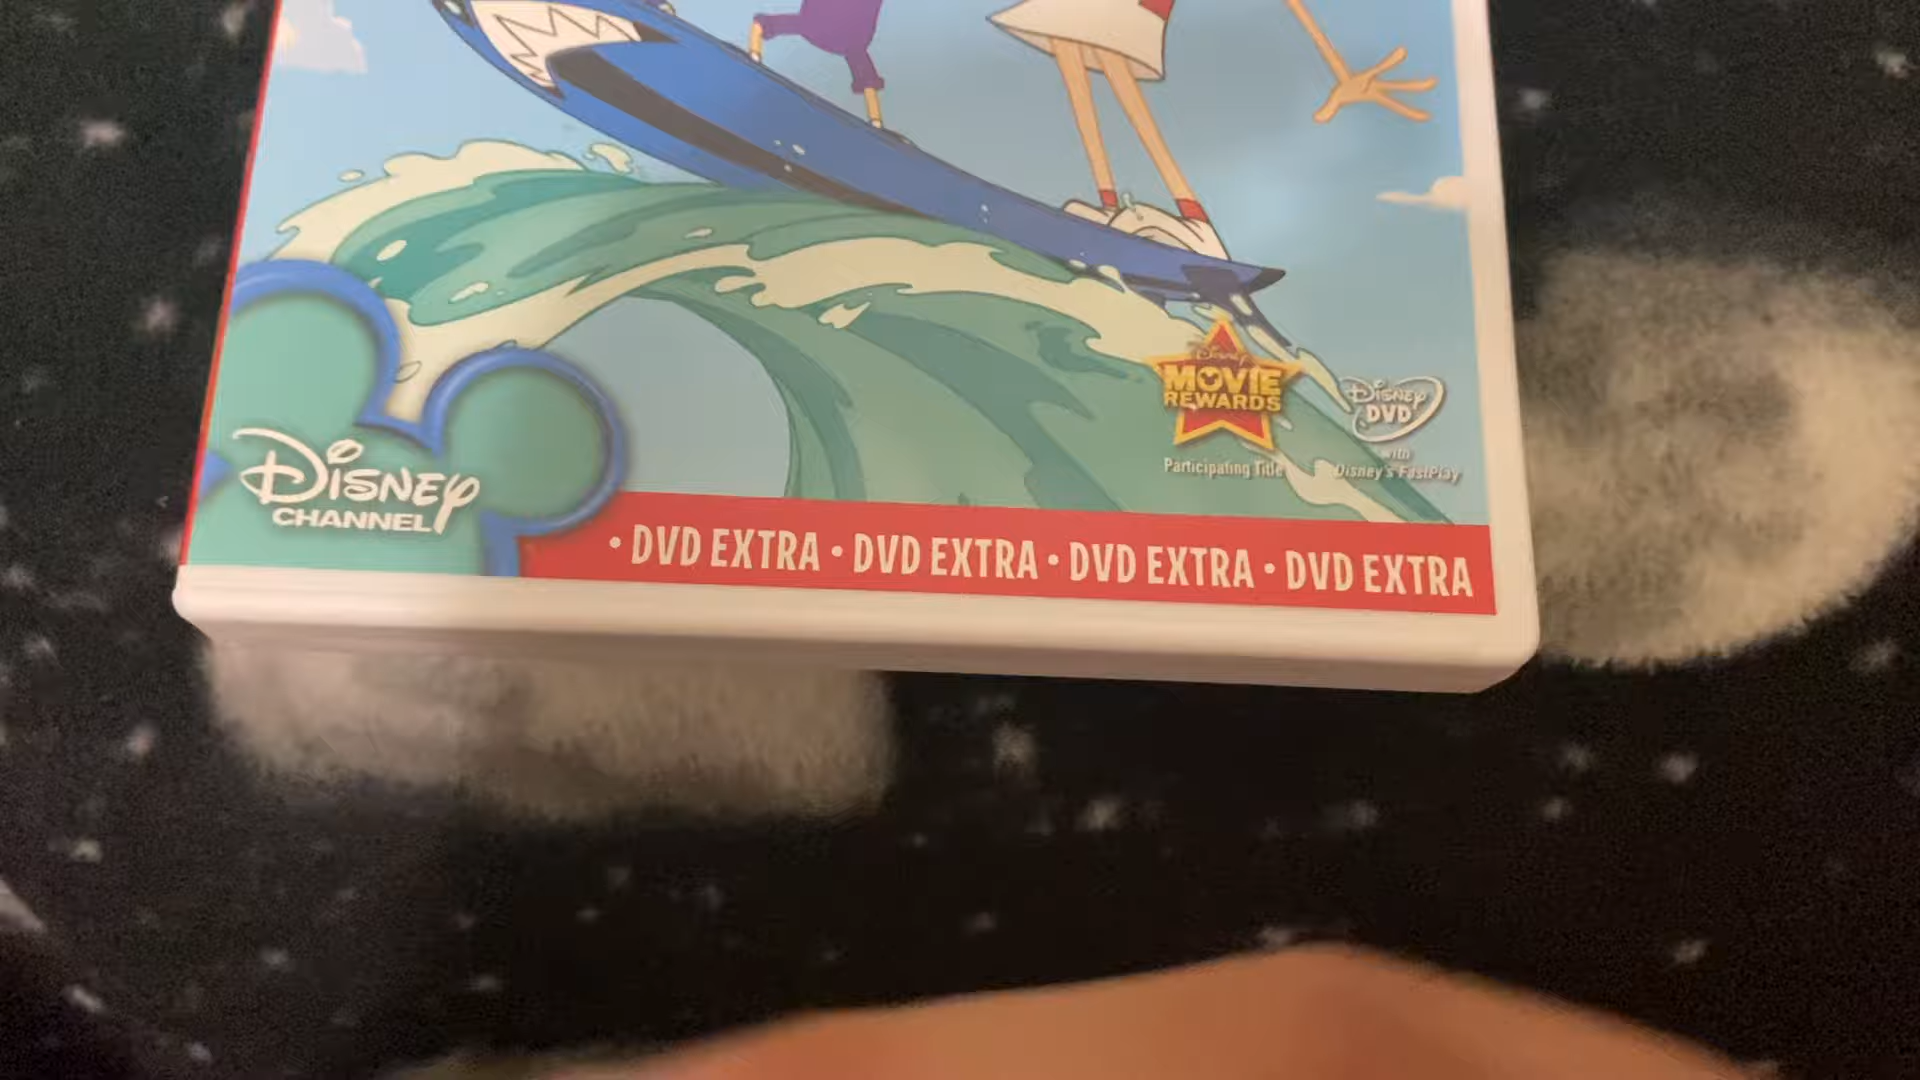 Disney
MOVIE
REWARDS
Participating Title
Disney
DVD
with
Disney's FastPlay
Disney
CHANNEL
• DVD EXTRA • DVD EXTRA • DVD EXTRA • DVD EXTRA